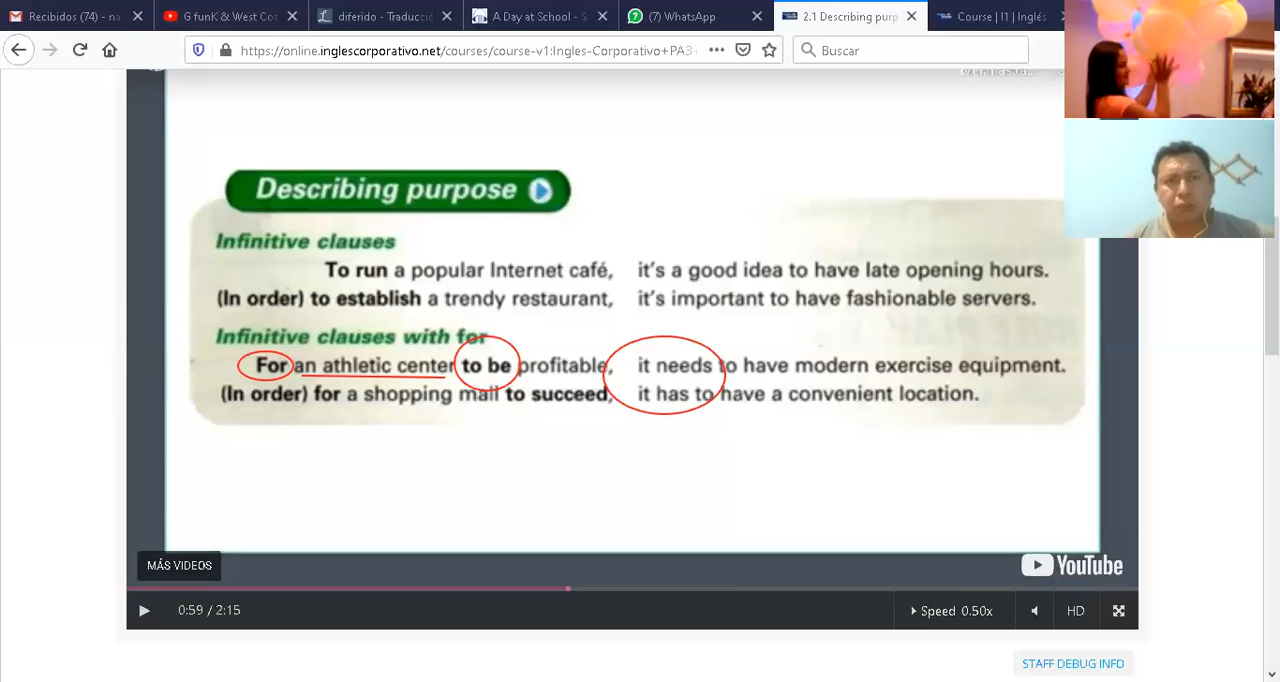 Recibidos (74) - na
G funK & West Coa
diferido - Traducci
A Day at School - S
(7) WhatsApp
2.1 Describing purp
Course | I1 | Inglés
https://online.inglescorporativo.net/courses/course-v1:Ingles-Corporativo+PA3
Buscar
Describing purpose
Infinitive clauses
To run a popular Internet café, it's a good idea to have late opening hours.
(In order) to establish a trendy restaurant, it's important to have fashionable servers.
Infinitive clauses with for
For an athletic center to be profitable, it needs to have modern exercise equipment.
(In order) for a shopping mall to succeed, it has to have a convenient location.
MÁS VIDEOS
YouTube
0:59 / 2:15
Speed 0.50x
HD
STAFF DEBUG INFO